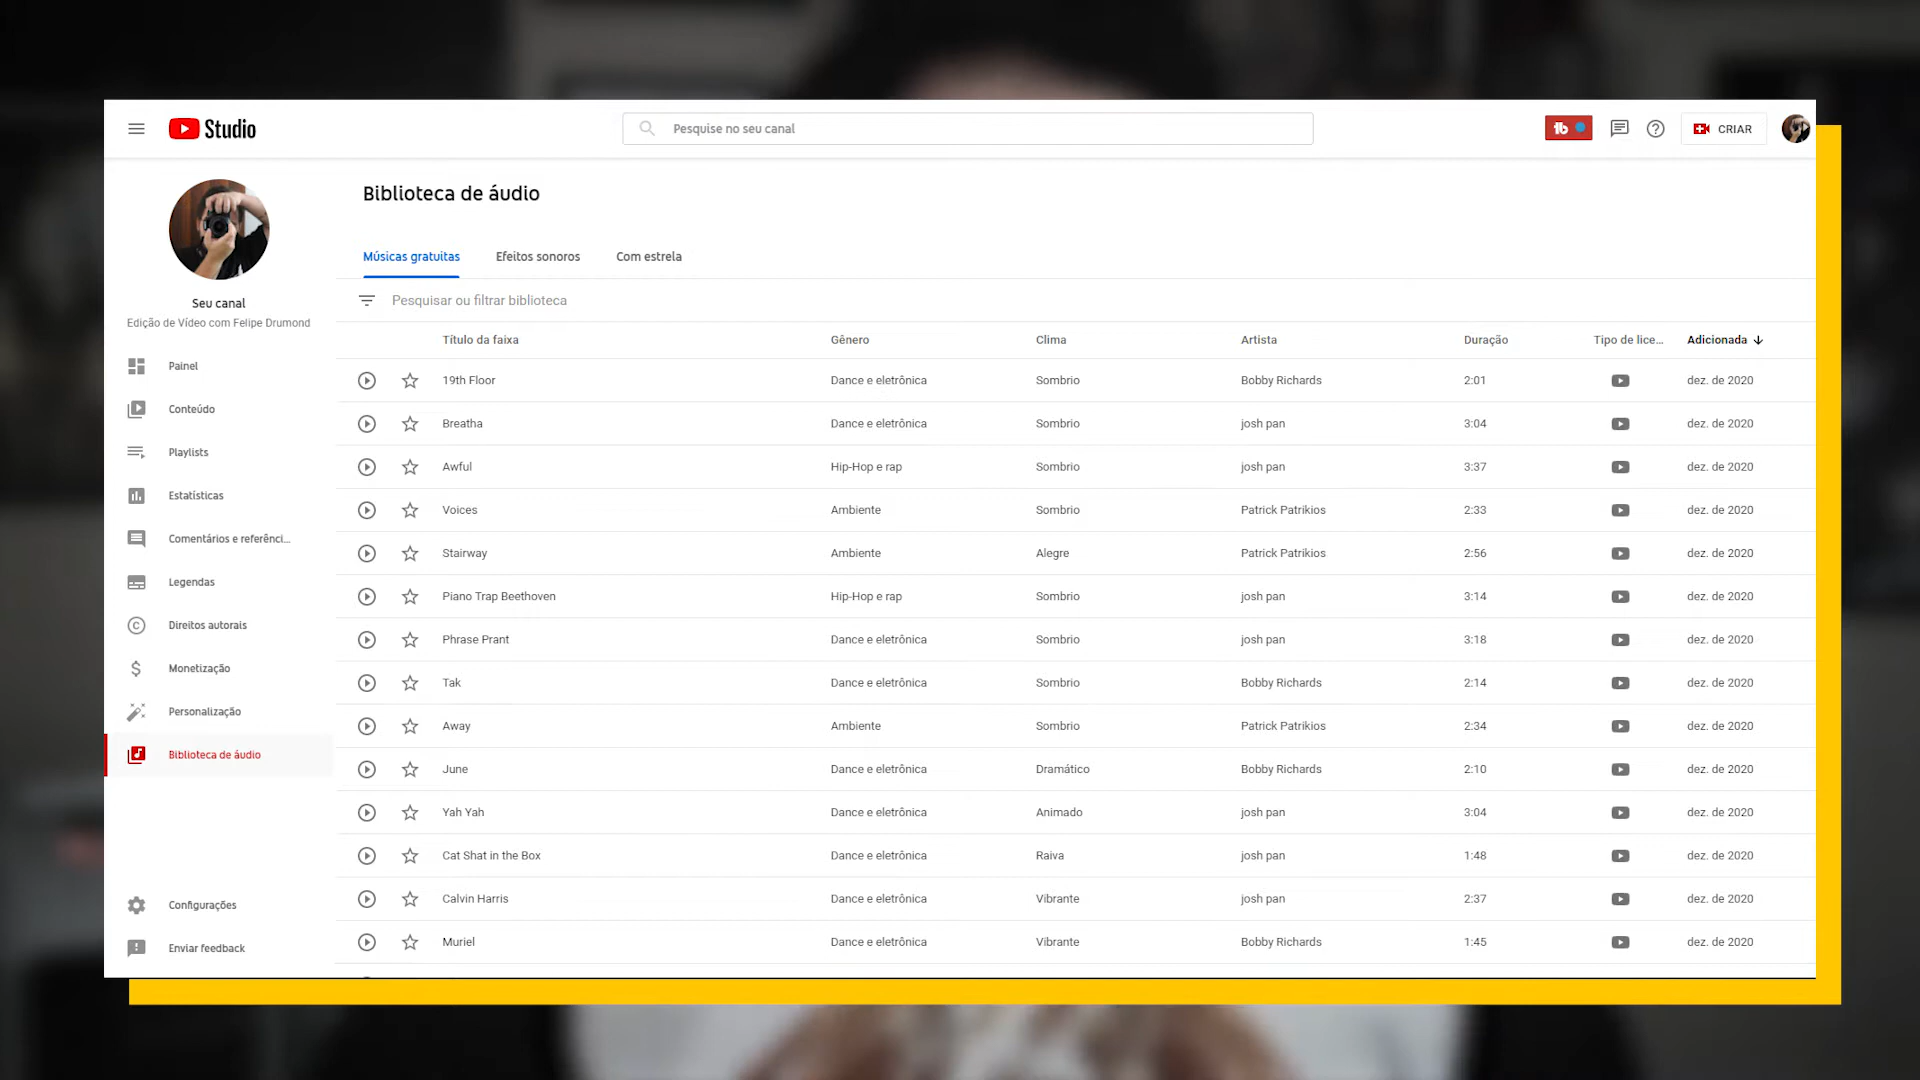 Studio
Pesquise no seu canal
CRIAR
Seu canal
Edição de Vídeo com Felipe Drumond
Painel
Conteúdo
Playlists
Estatísticas
Comentários e referênci...
Legendas
Direitos autorais
Monetização
Personalização
Biblioteca de áudio
Configurações
Enviar feedback
Biblioteca de áudio
Músicas gratuitas Efeitos sonoros Com estrela
Pesquisar ou filtrar biblioteca
Título da faixa Gênero Clima Artista Duração Tipo de lice... Adicionada
19th Floor Dance e eletrônica Sombrio Bobby Richards 2:01 dez. de 2020
Breatha Dance e eletrônica Sombrio josh pan 3:04 dez. de 2020
Awful Hip-Hop e rap Sombrio josh pan 3:37 dez. de 2020
Voices Ambiente Sombrio Patrick Patrikios 2:33 dez. de 2020
Stairway Ambiente Alegre Patrick Patrikios 2:56 dez. de 2020
Piano Trap Beethoven Hip-Hop e rap Sombrio josh pan 3:14 dez. de 2020
Phrase Prant Dance e eletrônica Sombrio josh pan 3:18 dez. de 2020
Tak Dance e eletrônica Sombrio Bobby Richards 2:14 dez. de 2020
Away Ambiente Sombrio Patrick Patrikios 2:34 dez. de 2020
June Dance e eletrônica Dramático Bobby Richards 2:10 dez. de 2020
Yah Yah Dance e eletrônica Animado josh pan 3:04 dez. de 2020
Cat Shat in the Box Dance e eletrônica Raiva josh pan 1:48 dez. de 2020
Calvin Harris Dance e eletrônica Vibrante josh pan 2:37 dez. de 2020
Muriel Dance e eletrônica Vibrante Bobby Richards 1:45 dez. de 2020